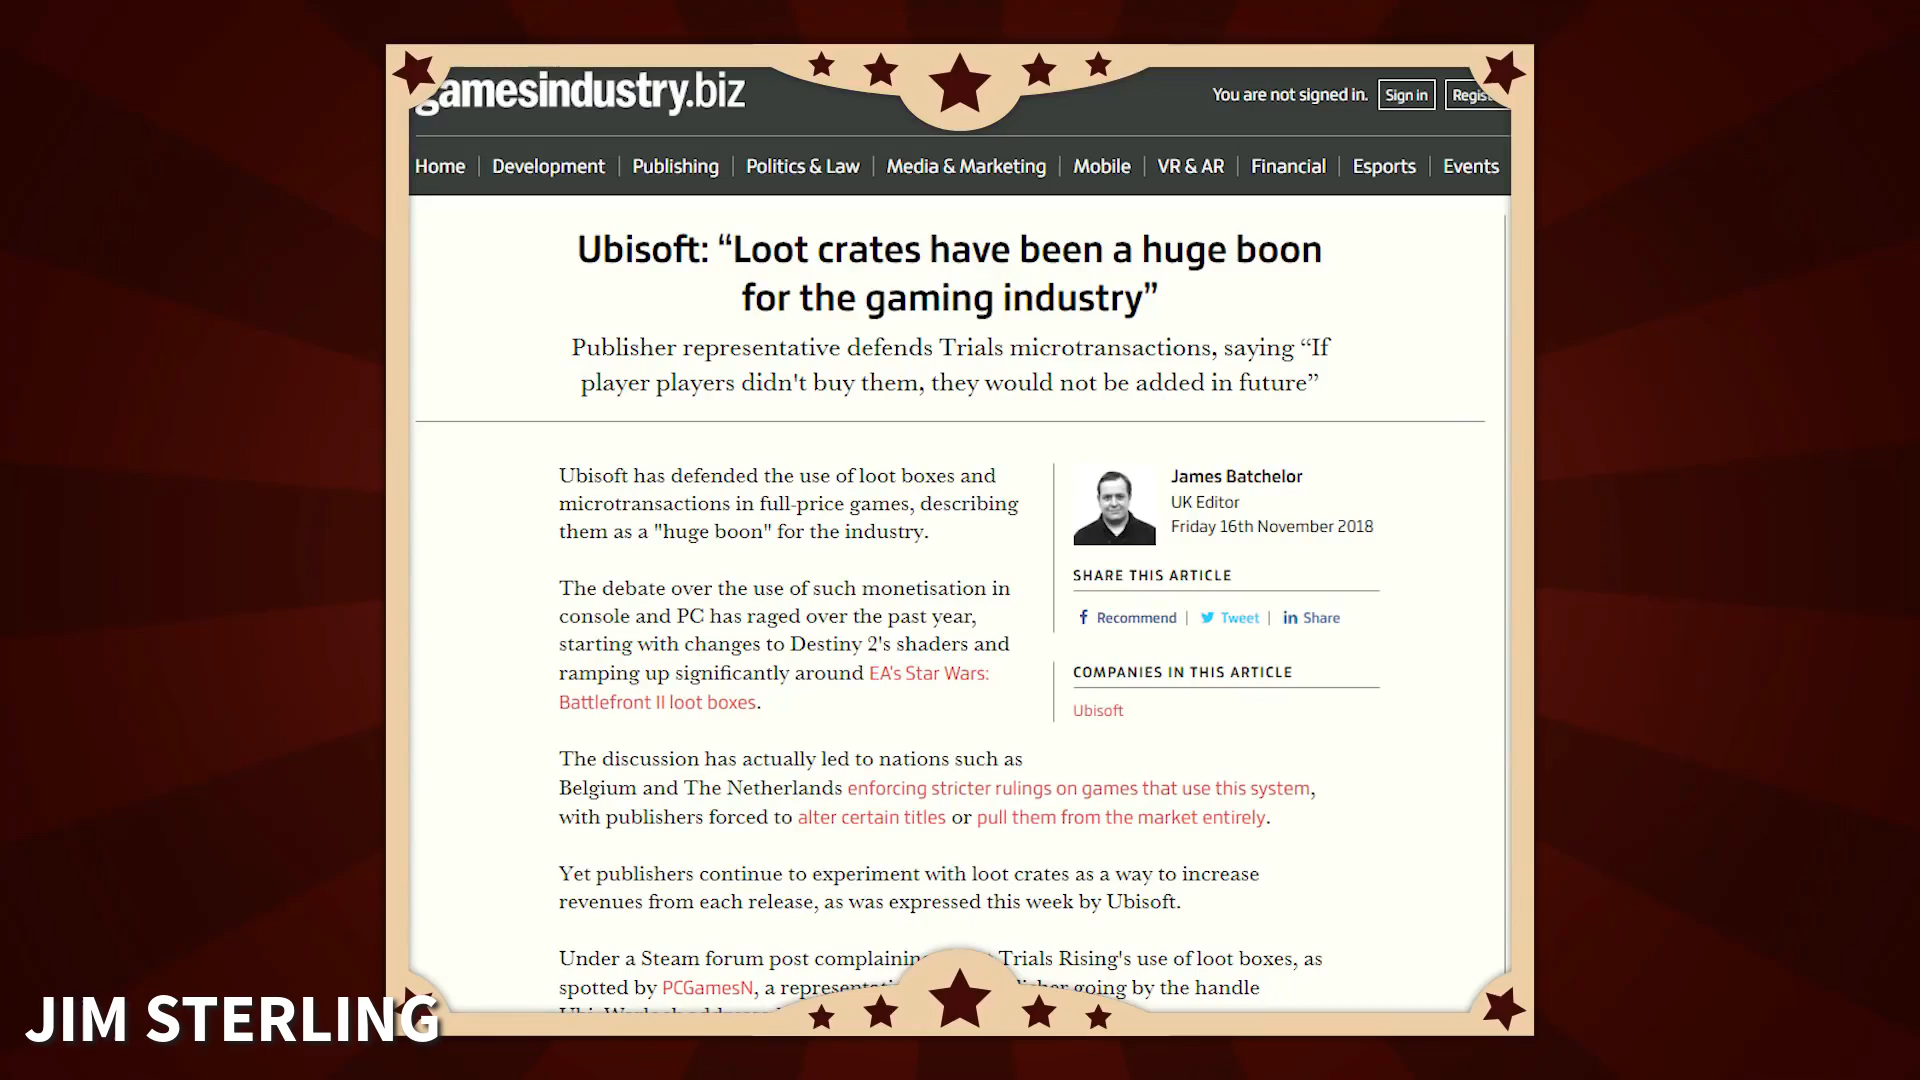 gamesindustry.biz
You are not signed in. Sign in
Home Development Publishing Politics & Law Media & Marketing Mobile VR & AR Financial Esports Events
Ubisoft: “Loot crates have been a huge boon
for the gaming industry”
Publisher representative defends Trials microtransactions, saying “If
player players didn't buy them, they would not be added in future”
Ubisoft has defended the use of loot boxes and
microtransactions in full-price games, describing
them as a "huge boon" for the industry.
The debate over the use of such monetisation in
console and PC has raged over the past year,
starting with changes to Destiny 2's shaders and
ramping up significantly around EA's Star Wars:
Battlefront II loot boxes.
James Batchelor
UK Editor
Friday 16th November 2018
SHARE THIS ARTICLE
Recommend Tweet in Share
COMPANIES IN THIS ARTICLE
Ubisoft
The discussion has actually led to nations such as
Belgium and The Netherlands enforcing stricter rulings on games that use this system,
with publishers forced to alter certain titles or pull them from the market entirely.
Yet publishers continue to experiment with loot crates as a way to increase
revenues from each release, as was expressed this week by Ubisoft.
Under a Steam forum post Trials Rising's use of loot boxes, as
spotted by PCGamesN, a going by the handle
JIM STERLING